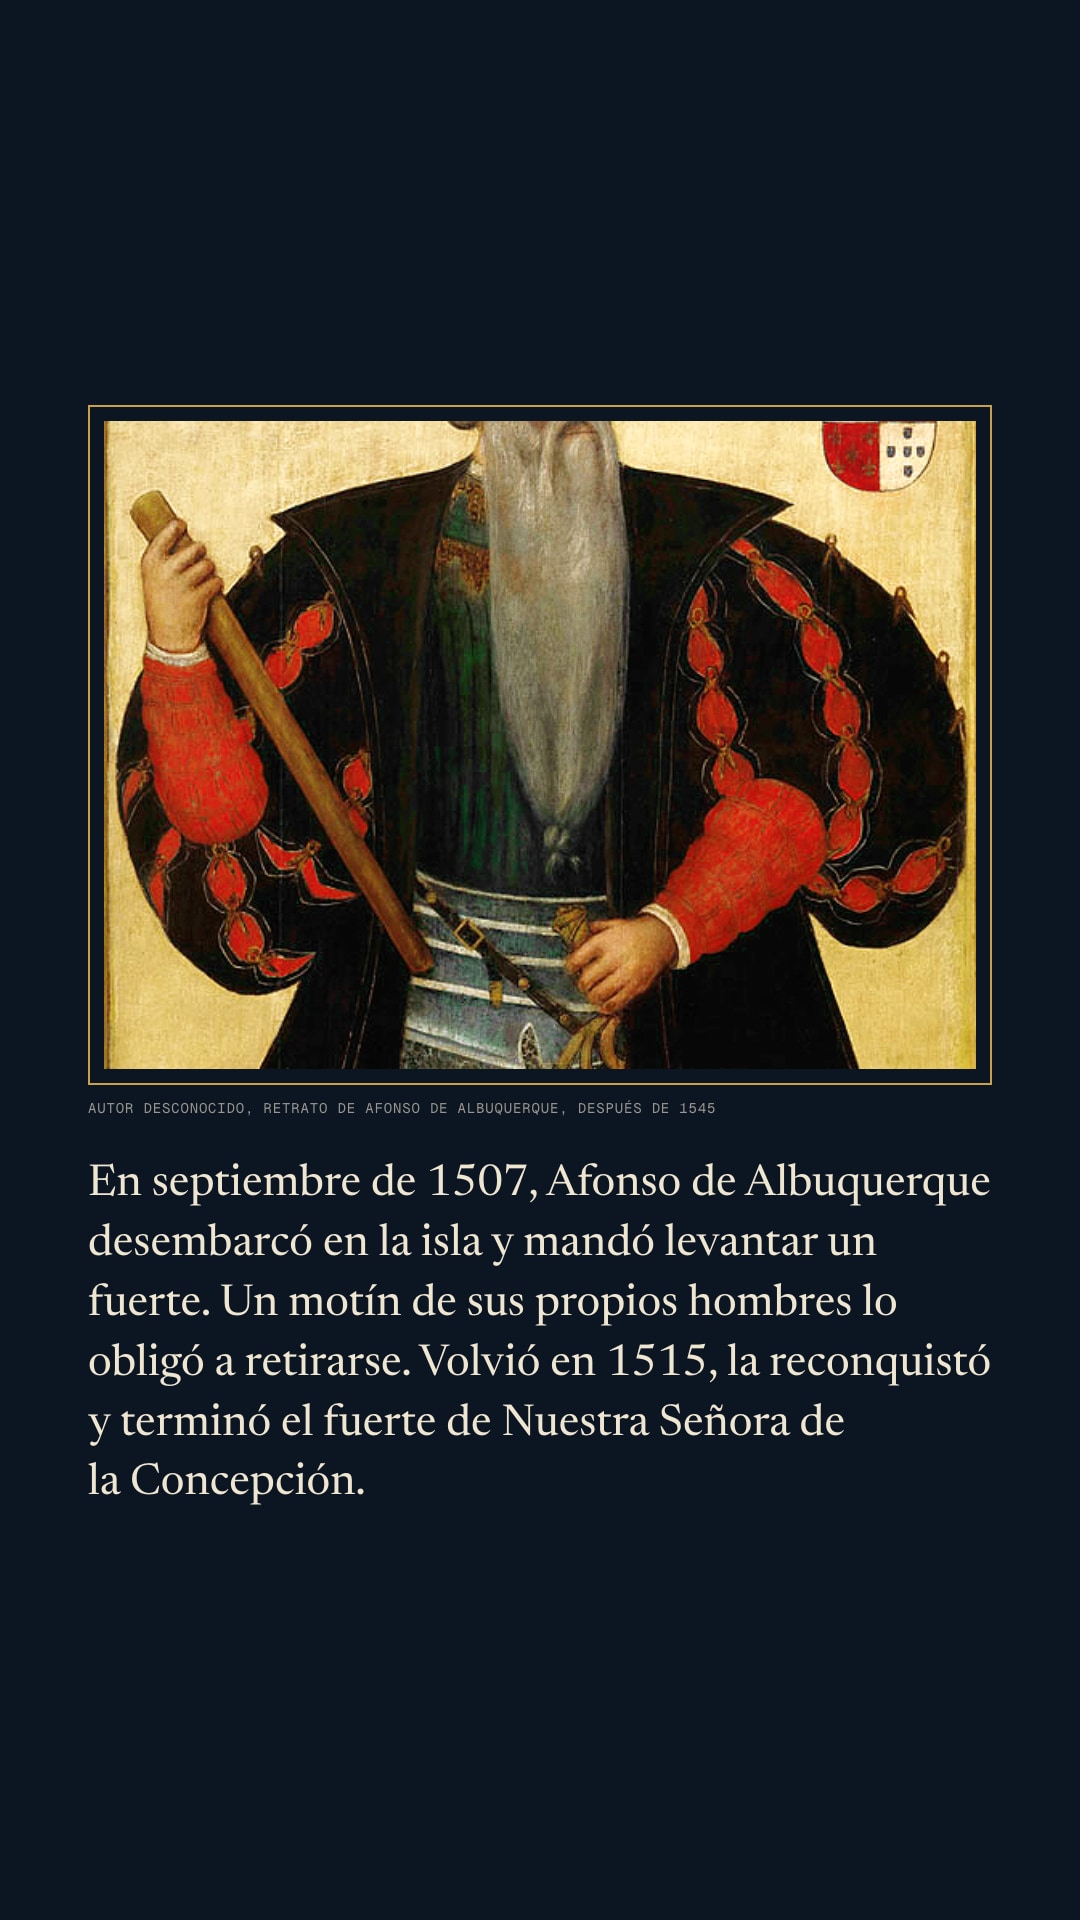 AUTOR DESCONOCIDO, RETRATO DE AFONSO DE ALBUQUERQUE, DESPUÉS DE 1545
En septiembre de 1507, Afonso de Albuquerque
desembarcó en la isla y mandó levantar un
fuerte. Un motín de sus propios hombres lo
obligó a retirarse. Volvió en 1515, la reconquistó
y terminó el fuerte de Nuestra Señora de
la Concepción.